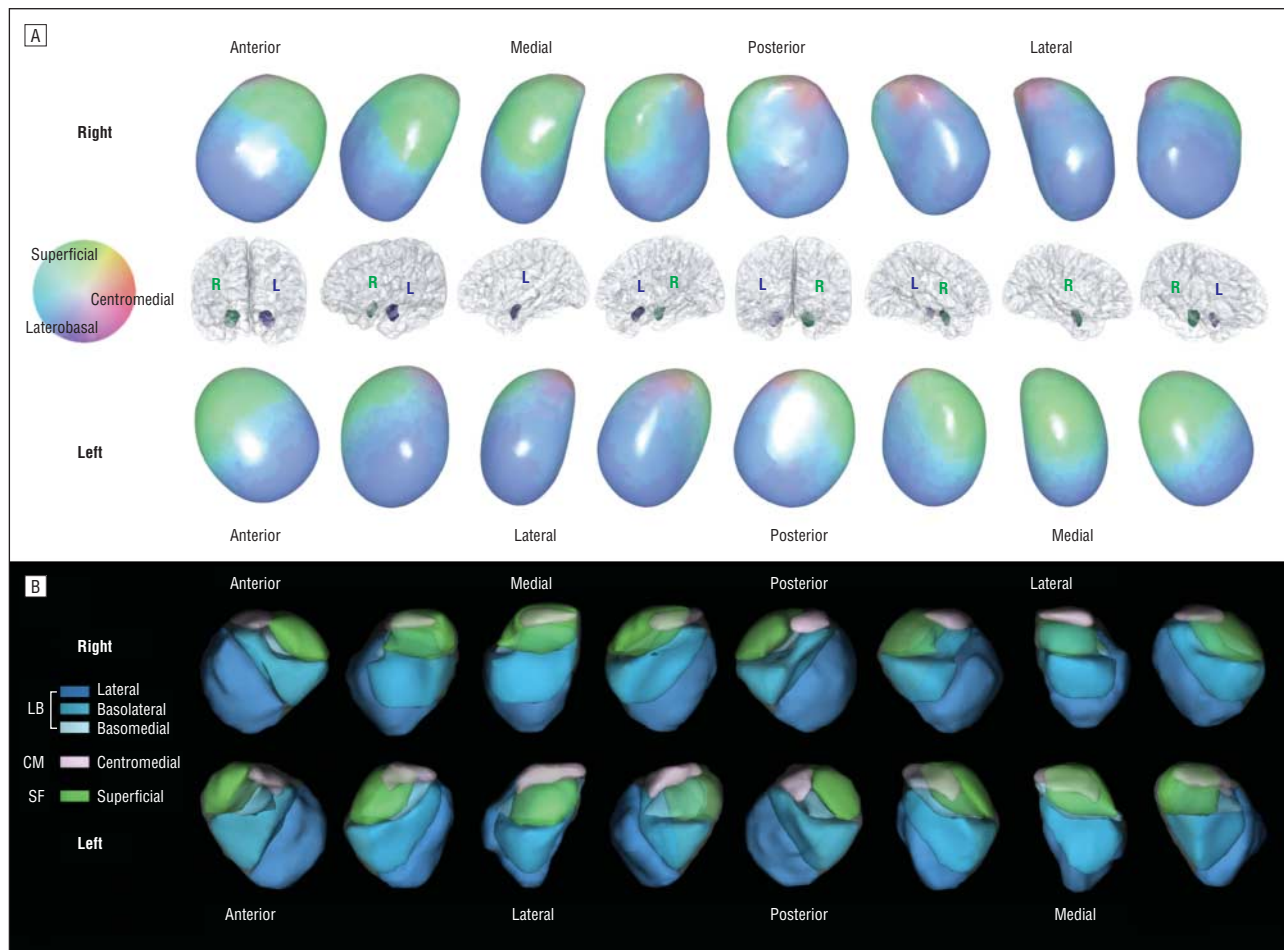 A
Anterior Medial Posterior Lateral
Right
Superficial
Centromedial
Laterobasal
R L
R L
L
L R
L R
L R
R
R L
Left
Anterior Lateral Posterior Medial
B
Anterior Medial Posterior Lateral
Right
LB
Lateral
Basolateral
Basomedial
CM Centromedial
SF Superficial
Left
Anterior Lateral Posterior Medial